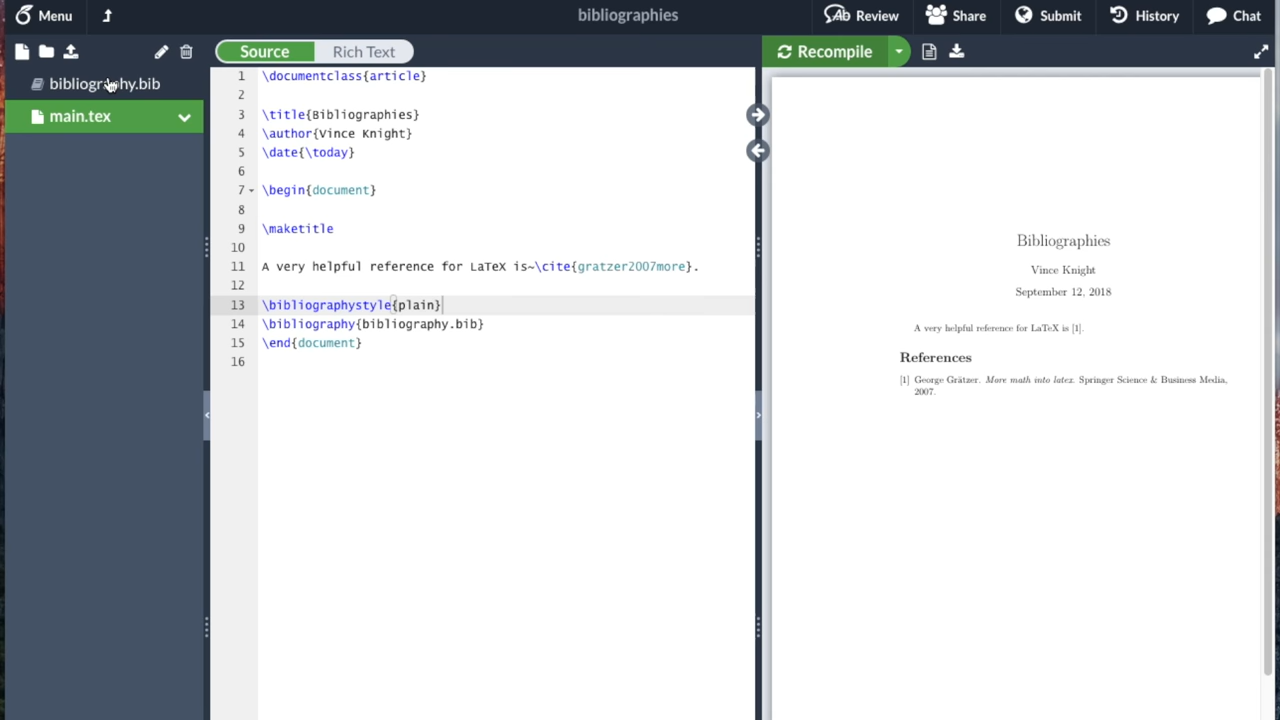 Menu
bibliographies
Review
Share
Submit
History
Chat
Source
Rich Text
Recompile
bibliography.bib
main.tex
1 \documentclass{article}
2
3 \title{Bibliographies}
4 \author{Vince Knight}
5 \date{\today}
6
7 \begin{document}
8
9 \maketitle
10
11 A very helpful reference for LaTeX is~\cite{gratzer2007more}.
12
13 \bibliographystyle{plain}
14 \bibliography{bibliography.bib}
15 \end{document}
16
Bibliographies
Vince Knight
September 12, 2018
A very helpful reference for LaTeX is [1].
References
[1] George Grätzer. More math into latex. Springer Science & Business Media,
2007.